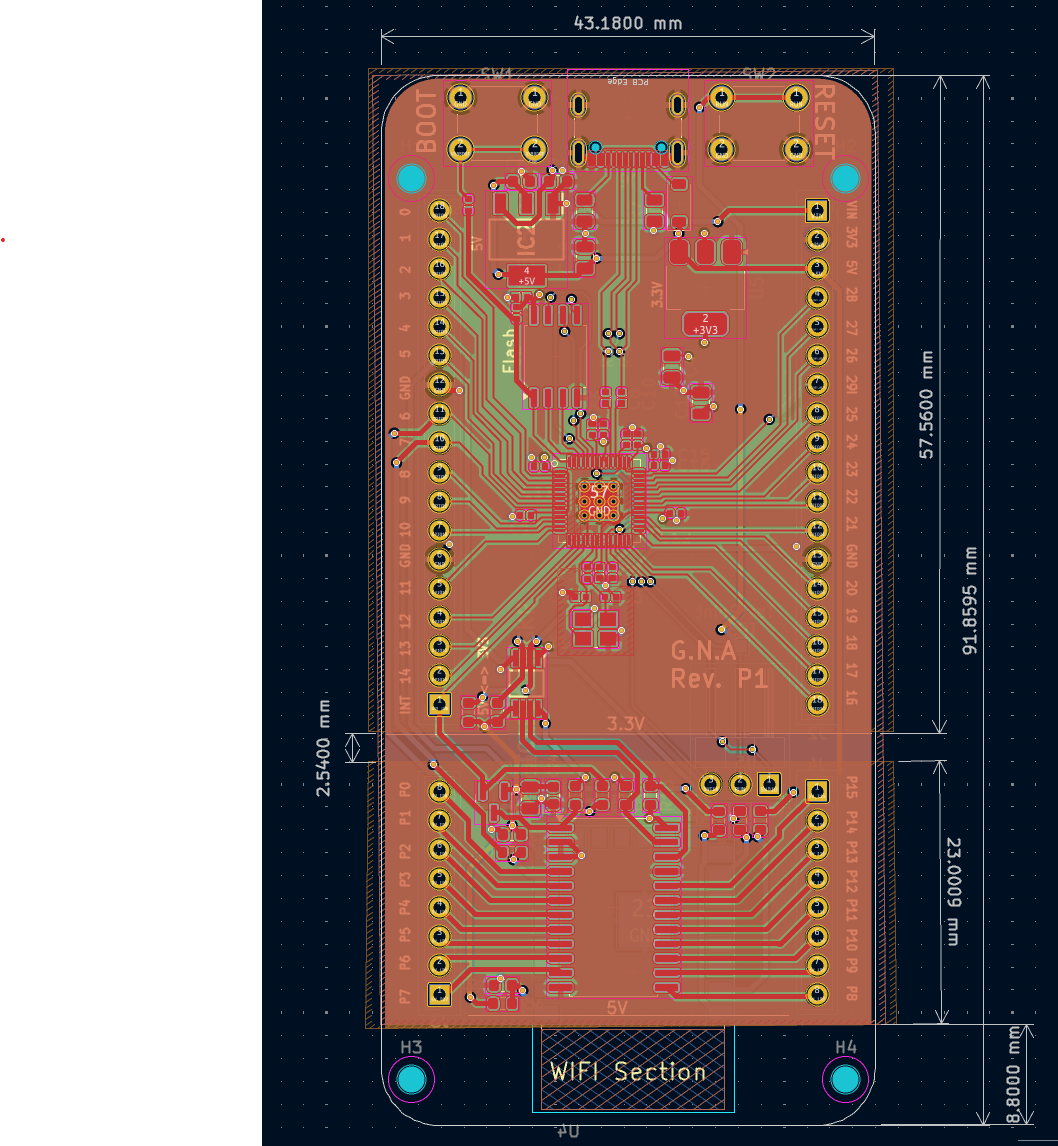 43.1800 mm
SW1
PCB Edge
SW2
BOOT
RESET
0
1
2
3
4
5
GND
6
7
8
9
10
GND
11
12
13
14
INT
IC2
5V
4
+5V
Flash
3.3V
2
+3V3
VIN
3V3
5V
28
27
26
29!
25
24
23
22
21
GND
20
19
18
17
16
57
GND
G.N.A
Rev. P1
3.3V
57.5600 mm
91.8595 mm
2.5400 mm
23.0009 mm
8.8000 mm
P0
P1
P2
P3
P4
P5
P6
P7
P15
P14
P13
P12
P11
P10
P9
P8
5V
H3
H4
WIFI Section
U4